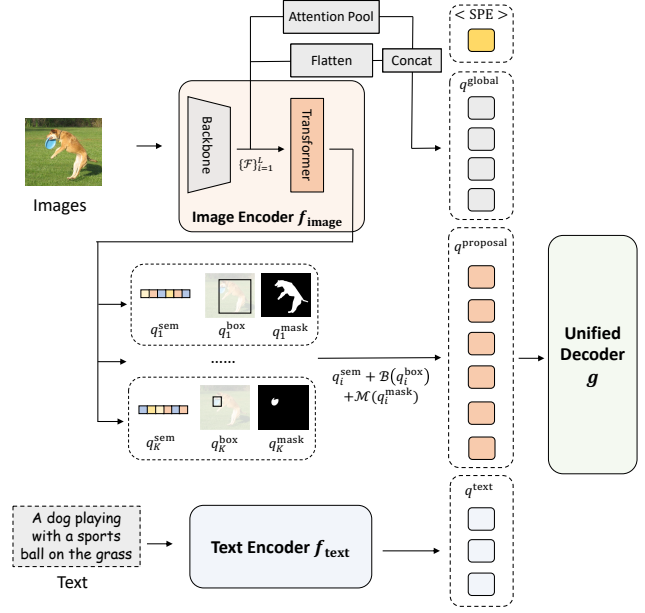 Attention Pool
Flatten
Concat
< SPE >
q^global
Backbone
{ℱ}_{i=1}^L
Transformer
Image Encoder f_image
Images
q_1^sem
q_1^box
q_1^mask
......
q_K^sem
q_K^box
q_K^mask
q_i^sem + ℬ(q_i^box)
+ℳ(q_i^mask)
q^proposal
Unified
Decoder
g
A dog playing
with a sports
ball on the grass
Text
Text Encoder f_text
q^text